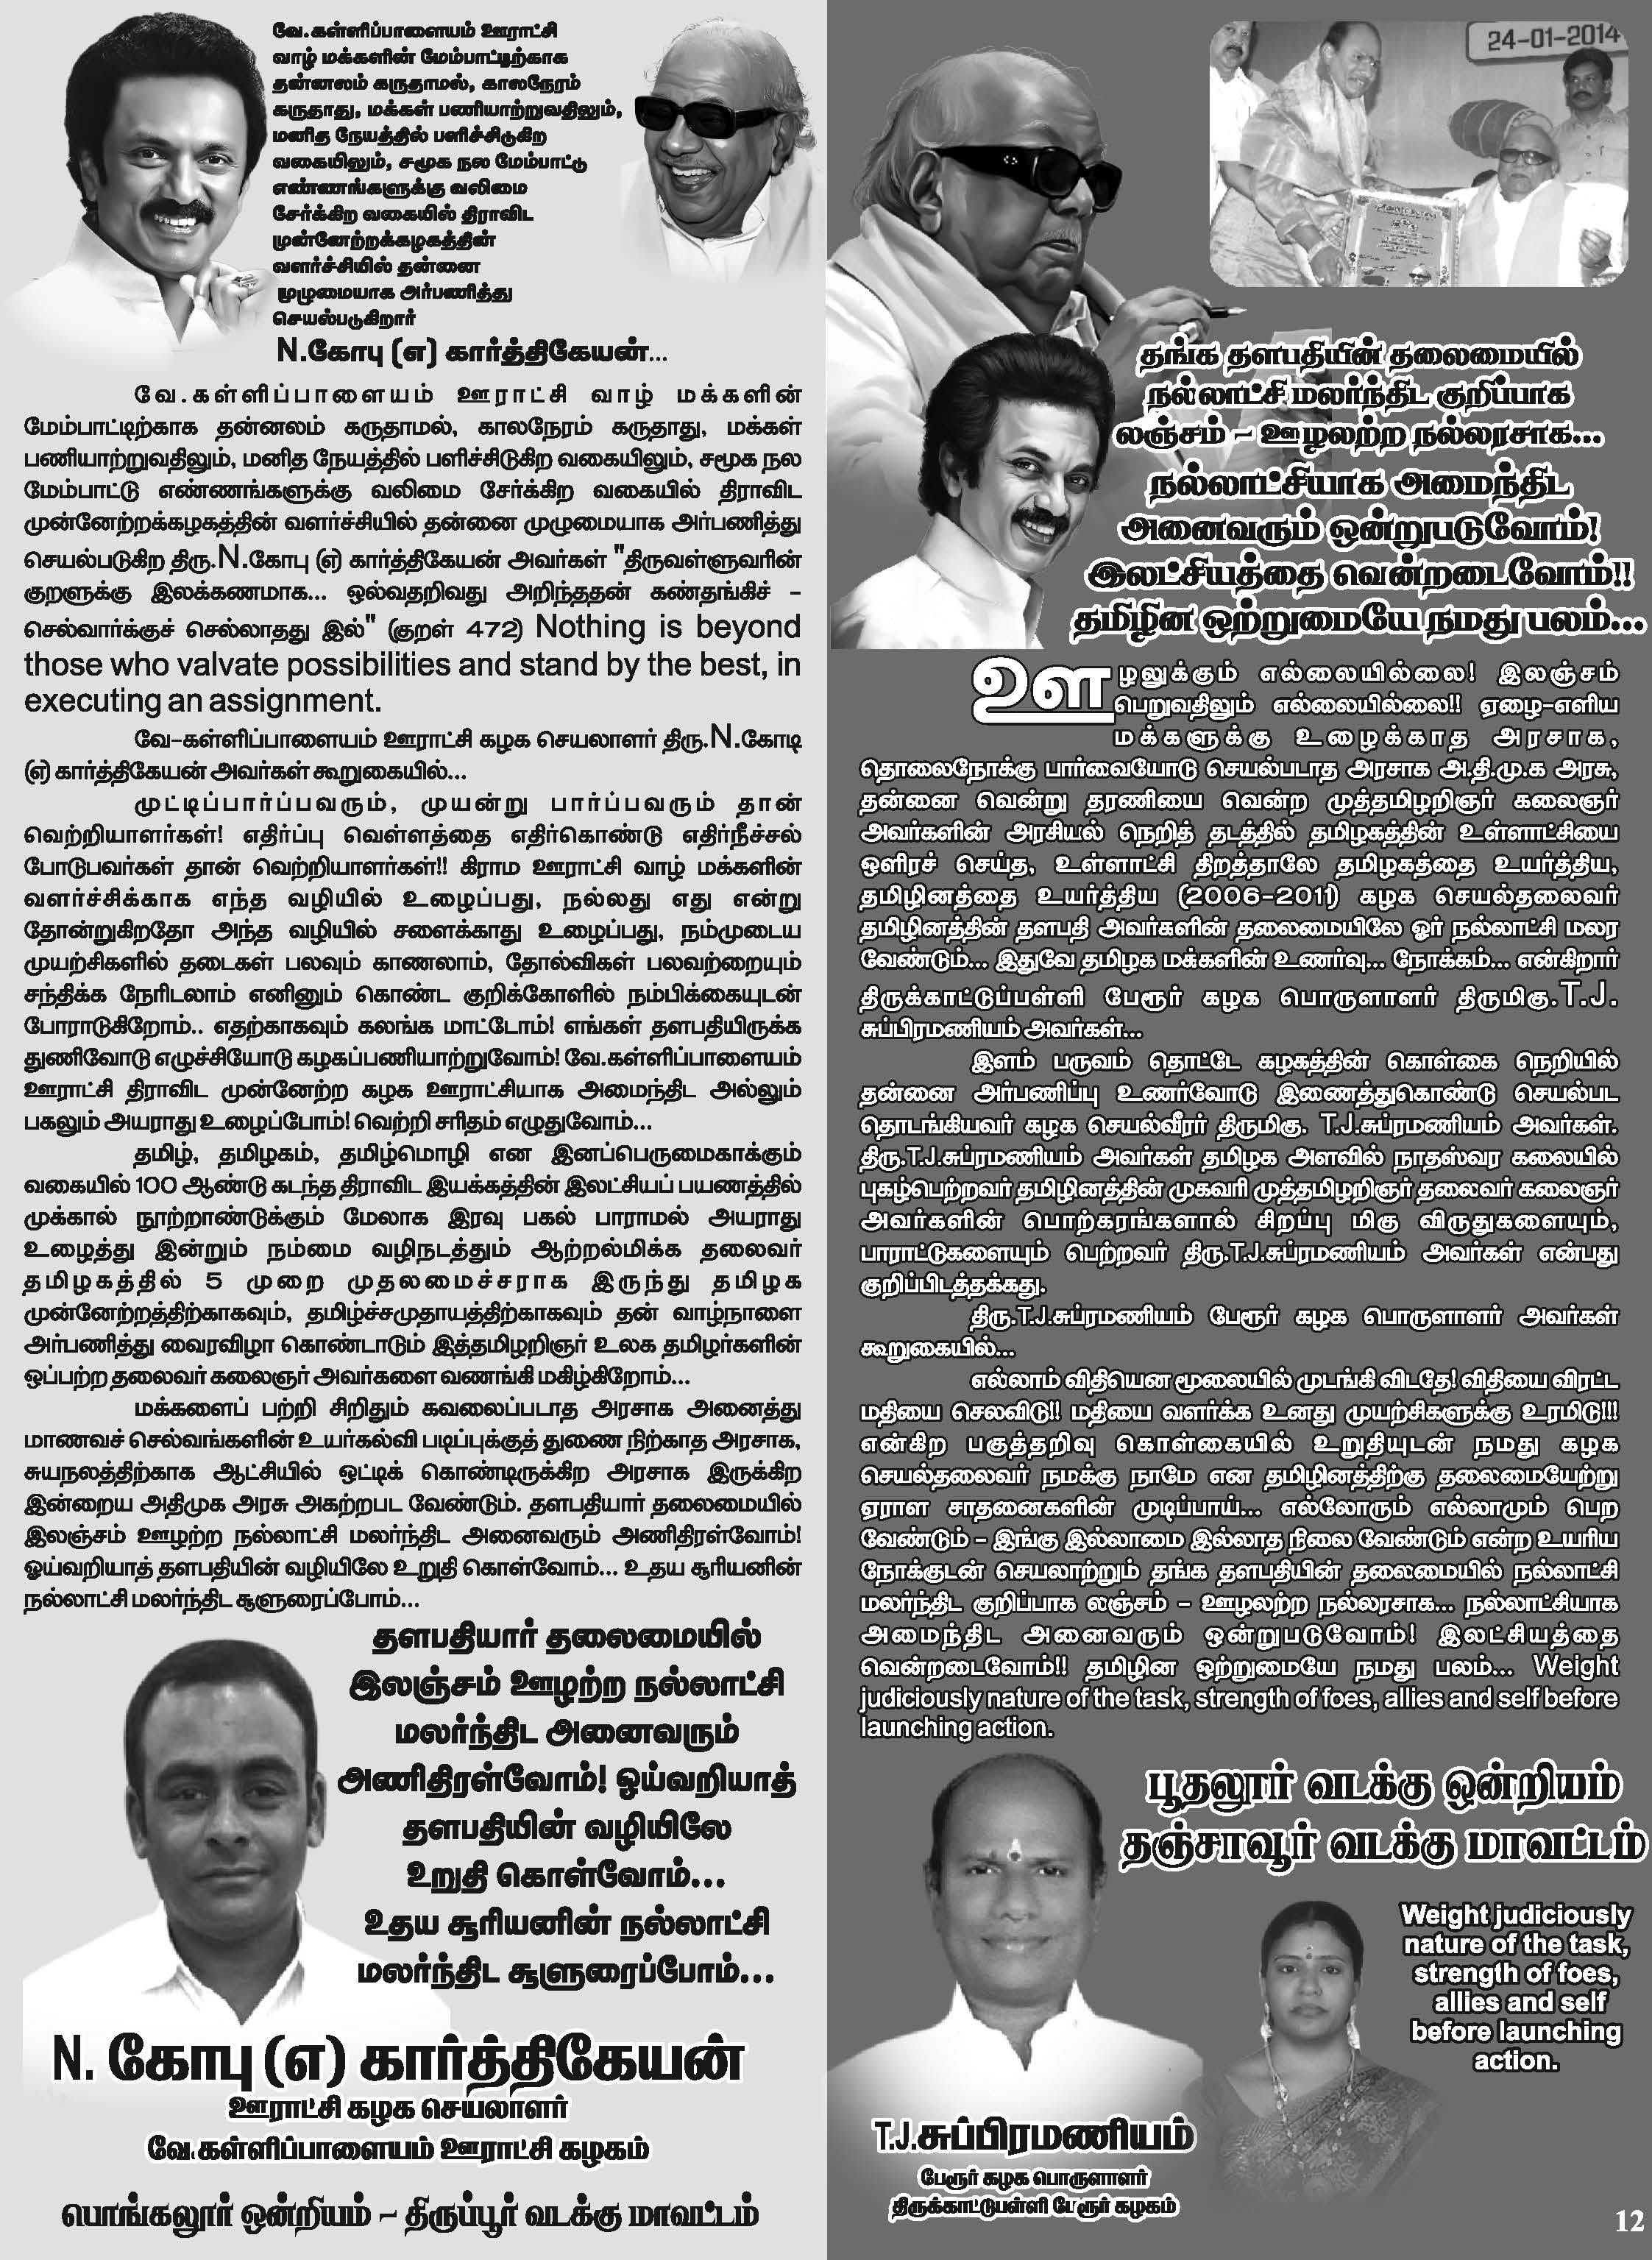 வே.கள்ளிப்பாளையம் ஊராட்சி
வாழ் மக்களின் மேம்பாட்டிற்காக
தன்னலம் கருதாமல், காலநேரம்
கருதாது, மக்கள் பணியாற்றுவதிலும்,
மனித நேயத்தில் பளிச்சிடுகிற
வகையிலும், சமூக நல மேம்பாட்டு
எண்ணங்களுக்கு வலிமை
சேர்க்கிற வகையில் திராவிட
முன்னேற்றக்கழகத்தின்
வளர்ச்சியில் தன்னை
முழுமையாக அர்பணித்து
செயல்படுகிறார்
N.கோபு (எ) கார்த்திகேயன்...
வே.கள்ளிப்பாளையம் ஊராட்சி வாழ் மக்களின்
மேம்பாட்டிற்காக தன்னலம் கருதாமல், காலநேரம் கருதாது, மக்கள்
பணியாற்றுவதிலும், மனித நேயத்தில் பளிச்சிடுகிற வகையிலும், சமூக நல
மேம்பாட்டு எண்ணங்களுக்கு வலிமை சேர்க்கிற வகையில் திராவிட
முன்னேற்றக்கழகத்தின் வளர்ச்சியில் தன்னை முழுமையாக அர்பணித்து
செயல்படுகிற திரு.N.கோபு (எ) கார்த்திகேயன் அவர்கள் "திருவள்ளுவரின்
குறளுக்கு இலக்கணமாக... ஒல்வதறிவது அறிந்ததன் கண்தங்கிச் -
செல்வார்க்குச் செல்லாதது இல்" (குறள் 472) Nothing is beyond
those who valvate possibilities and stand by the best, in
executing an assignment.
வே-கள்ளிப்பாளையம் ஊராட்சி கழக செயலாளர் திரு.N.கோடி
(எ) கார்த்திகேயன் அவர்கள் கூறுகையில்...
முட்டிப்பார்ப்பவரும், முயன்று பார்ப்பவரும் தான்
வெற்றியாளர்கள்! எதிர்ப்பு வெள்ளத்தை எதிர்கொண்டு எதிர்நீச்சல்
போடுபவர்கள் தான் வெற்றியாளர்கள்!! கிராம ஊராட்சி வாழ் மக்களின்
வளர்ச்சிக்காக எந்த வழியில் உழைப்பது, நல்லது எது என்று
தோன்றுகிறதோ அந்த வழியில் சளைக்காது உழைப்பது, நம்முடைய
முயற்சிகளில் தடைகள் பலவும் காணலாம், தோல்விகள் பலவற்றையும்
சந்திக்க நேரிடலாம் எனினும் கொண்ட குறிக்கோளில் நம்பிக்கையுடன்
போராடுகிறோம்.. எதற்காகவும் கலங்க மாட்டோம்! எங்கள் தளபதியிருக்க
துணிவோடு எழுச்சியோடு கழகப்பணியாற்றுவோம்! வே.கள்ளிப்பாளையம்
ஊராட்சி திராவிட முன்னேற்ற கழக ஊராட்சியாக அமைந்திட அல்லும்
பகலும் அயராது உழைப்போம்! வெற்றி சரிதம் எழுதுவோம்...
தமிழ், தமிழகம், தமிழ்மொழி என இனப்பெருமைகாக்கும்
வகையில் 100 ஆண்டு கடந்த திராவிட இயக்கத்தின் இலட்சியப் பயணத்தில்
முக்கால் நூற்றாண்டுக்கும் மேலாக இரவு பகல் பாராமல் அயராது
உழைத்து இன்றும் நம்மை வழிநடத்தும் ஆற்றல்மிக்க தலைவர்
தமிழகத்தில் 5 முறை முதலமைச்சராக இருந்து தமிழக
முன்னேற்றத்திற்காகவும், தமிழ்ச்சமுதாயத்திற்காகவும் தன் வாழ்நாளை
அர்பணித்து வைரவிழா கொண்டாடும் இத்தமிழறிஞர் உலக தமிழர்களின்
ஒப்பற்ற தலைவர் கலைஞர் அவர்களை வணங்கி மகிழ்கிறோம்...
மக்களைப் பற்றி சிறிதும் கவலைப்படாத அரசாக அனைத்து
மாணவச் செல்வங்களின் உயர்கல்வி படிப்புக்குத் துணை நிற்காத அரசாக,
சுயநலத்திற்காக ஆட்சியில் ஒட்டிக் கொண்டிருக்கிற அரசாக இருக்கிற
இன்றைய அதிமுக அரசு அகற்றபட வேண்டும். தளபதியார் தலைமையில்
இலஞ்சம் ஊழற்ற நல்லாட்சி மலர்ந்திட அனைவரும் அணிதிரள்வோம்!
ஓய்வறியாத் தளபதியின் வழியிலே உறுதி கொள்வோம்... உதய சூரியனின்
நல்லாட்சி மலர்ந்திட சூளுரைப்போம்...
தளபதியார் தலைமையில்
இலஞ்சம் ஊழற்ற நல்லாட்சி
மலர்ந்திட அனைவரும்
அணிதிரள்வோம்! ஓய்வறியாத்
தளபதியின் வழியிலே
உறுதி கொள்வோம்...
உதய சூரியனின் நல்லாட்சி
மலர்ந்திட சூளுரைப்போம்...
N. கோபு (எ) கார்த்திகேயன்
ஊராட்சி கழக செயலாளர்
வே.கள்ளிப்பாளையம் ஊராட்சி கழகம்
பொங்கலூர் ஒன்றியம் - திருப்பூர் வடக்கு மாவட்டம்
24-01-2014
தங்க தளபதியின் தலைமையில்
நல்லாட்சி மலர்ந்திட குறிப்பாக
லஞ்சம் - ஊழலற்ற நல்லரசாக...
நல்லாட்சியாக அமைந்திட
அனைவரும் ஒன்றுபடுவோம்!
இலட்சியத்தை வென்றடைவோம்!!
தமிழின ஒற்றுமையே நமது பலம்...
ஊழலுக்கும் எல்லையில்லை! இலஞ்சம்
பெறுவதிலும் எல்லையில்லை!! ஏழை-எளிய
மக்களுக்கு உழைக்காத அரசாக,
தொலைநோக்கு பார்வையோடு செயல்படாத அரசாக அ.தி.மு.க அரசு,
தன்னை வென்று தரணியை வென்ற முத்தமிழறிஞர் கலைஞர்
அவர்களின் அரசியல் நெறித் தடத்தில் தமிழகத்தின் உள்ளாட்சியை
ஒளிரச் செய்த, உள்ளாட்சி திறத்தாலே தமிழகத்தை உயர்த்திய,
தமிழினத்தை உயர்த்திய (2006-2011) கழக செயல்தலைவர்
தமிழினத்தின் தளபதி அவர்களின் தலைமையிலே ஓர் நல்லாட்சி மலர
வேண்டும்... இதுவே தமிழக மக்களின் உணர்வு... நோக்கம்... என்கிறார்
திருக்காட்டுப்பள்ளி பேரூர் கழக பொருளாளர் திருமிகு.T.J.
சுப்பிரமணியம் அவர்கள்...
இளம் பருவம் தொட்டே கழகத்தின் கொள்கை நெறியில்
தன்னை அர்பணிப்பு உணர்வோடு இணைத்துகொண்டு செயல்பட
தொடங்கியவர் கழக செயல்வீரர் திருமிகு. T.J.சுப்ரமணியம் அவர்கள்.
திரு.T.J.சுப்ரமணியம் அவர்கள் தமிழக அளவில் நாதஸ்வர கலையில்
புகழ்பெற்றவர் தமிழினத்தின் முகவரி முத்தமிழறிஞர் தலைவர் கலைஞர்
அவர்களின் பொற்கரங்களால் சிறப்பு மிகு விருதுகளையும்,
பாராட்டுகளையும் பெற்றவர் திரு.T.J.சுப்ரமணியம் அவர்கள் என்பது
குறிப்பிடத்தக்கது.
திரு.T.J.சுப்ரமணியம் பேரூர் கழக பொருளாளர் அவர்கள்
கூறுகையில்...
எல்லாம் விதியென மூலையில் முடங்கி விடதே! விதியை விரட்ட
மதியை செலவிடு!! மதியை வளர்க்க உனது முயற்சிகளுக்கு உரமிடு!!!
என்கிற பகுத்தறிவு கொள்கையில் உறுதியுடன் நமது கழக
செயல்தலைவர் நமக்கு நாமே என தமிழினத்திற்கு தலைமையேற்று
ஏராள சாதனைகளின் முடிப்பாய்... எல்லோரும் எல்லாமும் பெற
வேண்டும் - இங்கு இல்லாமை இல்லாத நிலை வேண்டும் என்ற உயரிய
நோக்குடன் செயலாற்றும் தங்க தளபதியின் தலைமையில் நல்லாட்சி
மலர்ந்திட குறிப்பாக லஞ்சம் - ஊழலற்ற நல்லரசாக... நல்லாட்சியாக
அமைந்திட அனைவரும் ஒன்றுபடுவோம்! இலட்சியத்தை
வென்றடைவோம்!! தமிழின ஒற்றுமையே நமது பலம்... Weight
judiciously nature of the task, strength of foes, allies and self before
launching action.
பூதலூர் வடக்கு ஒன்றியம்
தஞ்சாவூர் வடக்கு மாவட்டம்
Weight judiciously
nature of the task,
strength of foes,
allies and self
before launching
action.
T.J.சுப்பிரமணியம்
பேரூர் கழக பொருளாளர்
திருக்காட்டுபள்ளி பேரூர் கழகம்
12